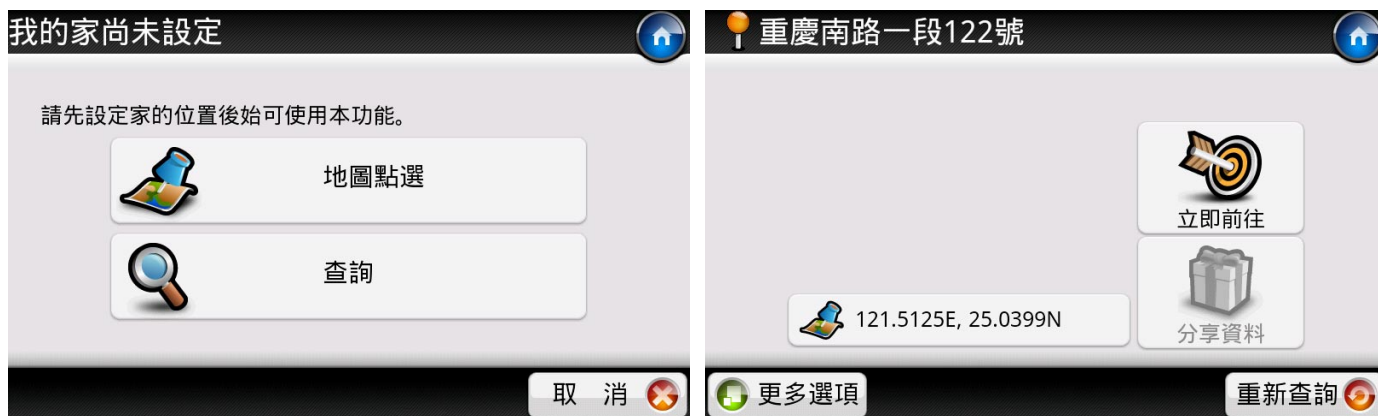 我的家尚未設定
請先設定家的位置後始可使用本功能。
地圖點選
查詢
取 消
重慶南路一段122號
立即前往
121.5125E, 25.0399N
分享資料
更多選項
重新查詢